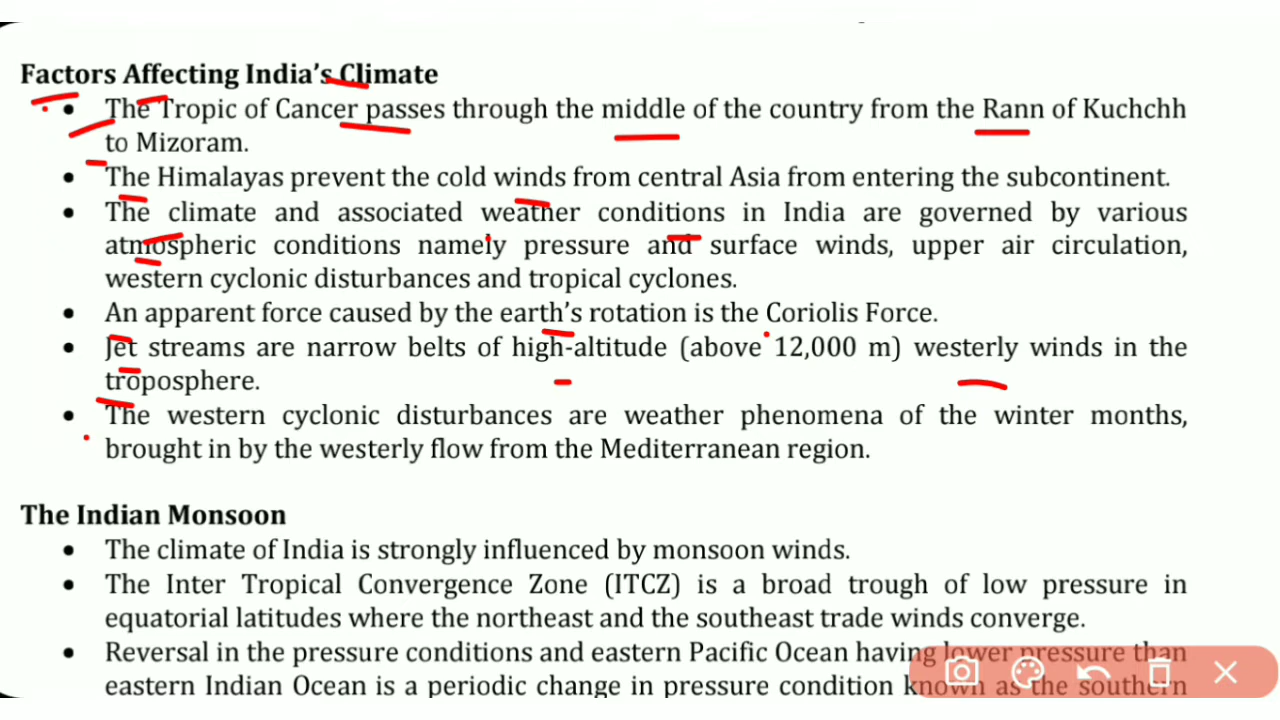 Factors Affecting India's Climate
• The Tropic of Cancer passes through the middle of the country from the Rann of Kuchchh
to Mizoram.
• The Himalayas prevent the cold winds from central Asia from entering the subcontinent.
• The climate and associated weather conditions in India are governed by various
atmospheric conditions namely pressure and surface winds, upper air circulation,
western cyclonic disturbances and tropical cyclones.
• An apparent force caused by the earth's rotation is the Coriolis Force.
• Jet streams are narrow belts of high-altitude (above 12,000 m) westerly winds in the
troposphere.
• The western cyclonic disturbances are weather phenomena of the winter months,
brought in by the westerly flow from the Mediterranean region.
The Indian Monsoon
• The climate of India is strongly influenced by monsoon winds.
• The Inter Tropical Convergence Zone (ITCZ) is a broad trough of low pressure in
equatorial latitudes where the northeast and the southeast trade winds converge.
• Reversal in the pressure conditions and eastern Pacific Ocean having lower pressure than
eastern Indian Ocean is a periodic change in pressure condition known as the southern